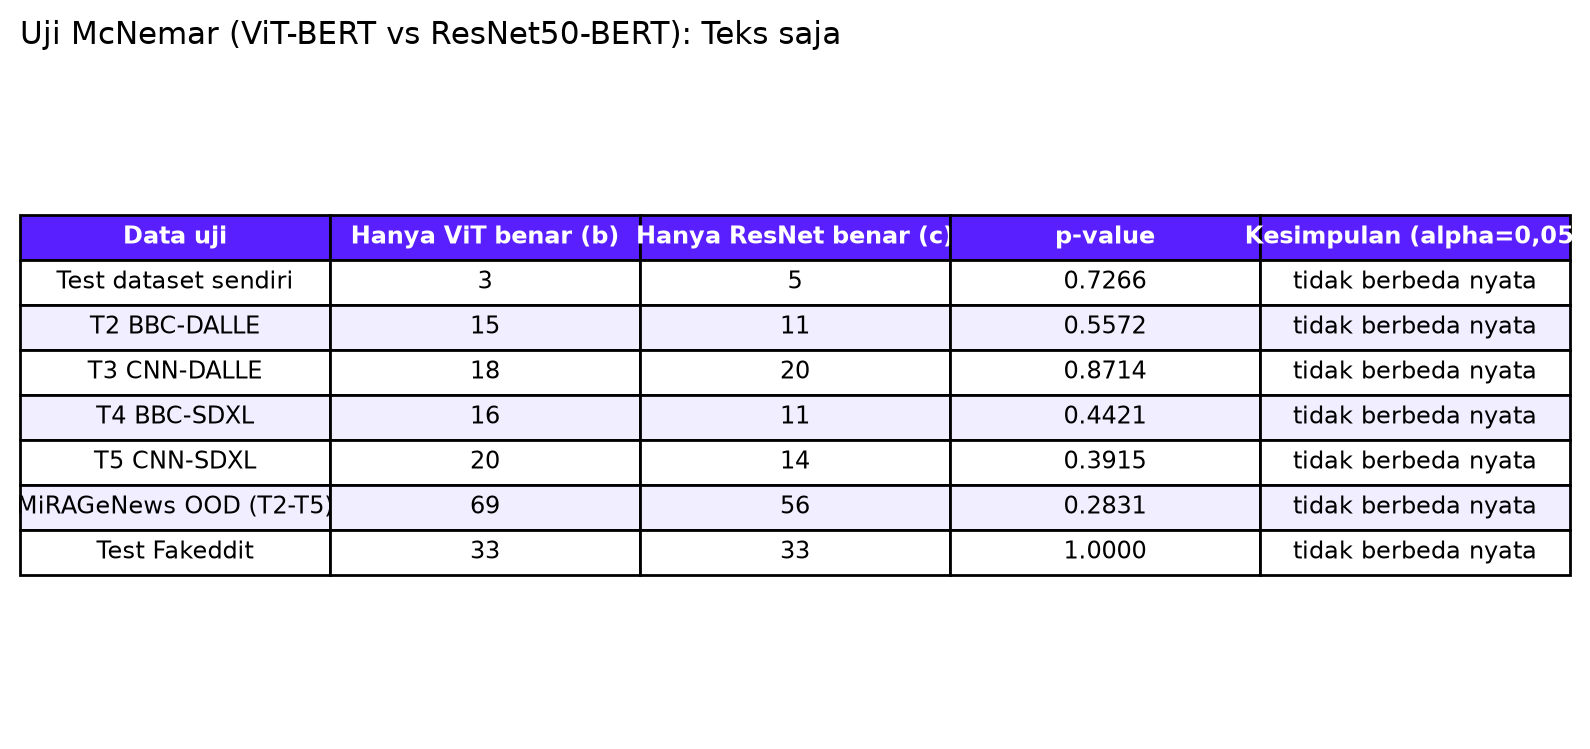 Uji McNemar (ViT-BERT vs ResNet50-BERT): Teks saja
Data uji Hanya ViT benar (b) Hanya ResNet benar (c) p-value Kesimpulan (alpha=0,05
Test dataset sendiri 3 5 0.7266 tidak berbeda nyata
T2 BBC-DALLE 15 11 0.5572 tidak berbeda nyata
T3 CNN-DALLE 18 20 0.8714 tidak berbeda nyata
T4 BBC-SDXL 16 11 0.4421 tidak berbeda nyata
T5 CNN-SDXL 20 14 0.3915 tidak berbeda nyata
MiRAGeNews OOD (T2-T5) 69 56 0.2831 tidak berbeda nyata
Test Fakeddit 33 33 1.0000 tidak berbeda nyata